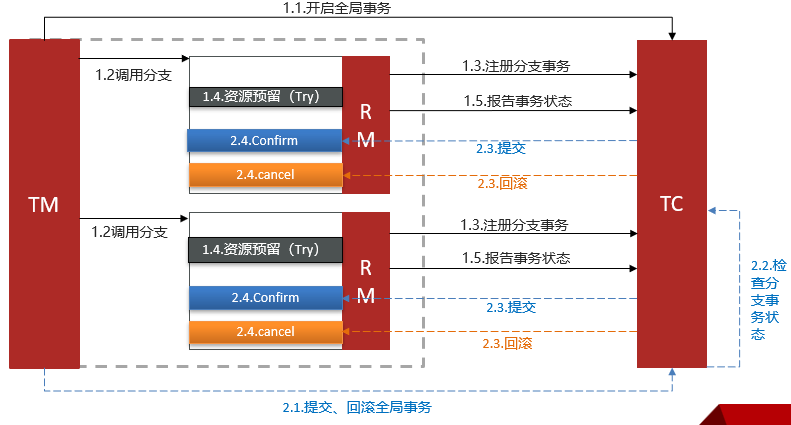 1.1.开启全局事务
TM
1.2调用分支
1.4.资源预留（Try）
2.4.Confirm
2.4.cancel
R
M
1.3.注册分支事务
1.5.报告事务状态
2.3.提交
2.3.回滚
1.2调用分支
1.4.资源预留（Try）
2.4.Confirm
2.4.cancel
R
M
1.3.注册分支事务
1.5.报告事务状态
2.3.提交
2.3.回滚
TC
2.2.检
查分
支事
务状
态
2.1.提交、回滚全局事务